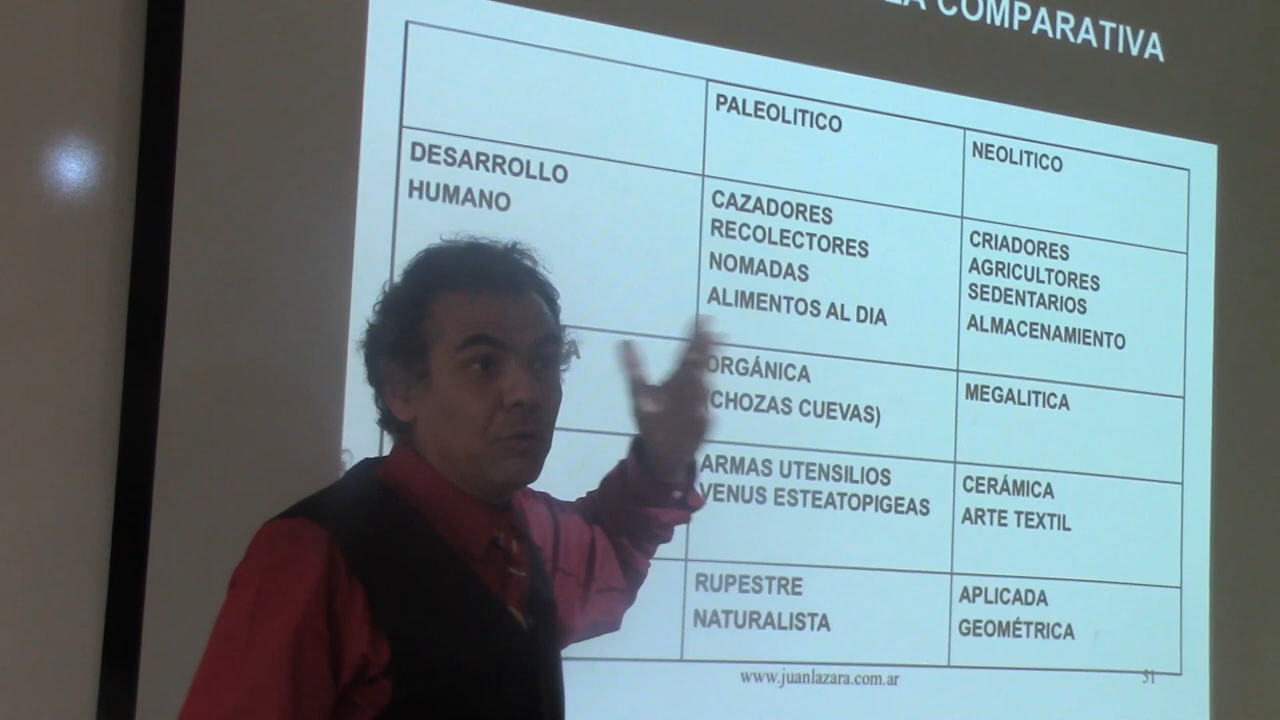 COMPARATIVA
PALEOLITICO
NEOLITICO
DESARROLLO
HUMANO
CAZADORES
RECOLECTORES
NOMADAS
ALIMENTOS AL DIA
CRIADORES
AGRICULTORES
SEDENTARIOS
ALMACENAMIENTO
ORGÁNICA
(CHOZAS CUEVAS)
MEGALITICA
ARMAS UTENSILIOS
VENUS ESTEATOPIGEAS
CERÁMICA
ARTE TEXTIL
RUPESTRE
NATURALISTA
APLICADA
GEOMÉTRICA
www.juanlazara.com.ar
51